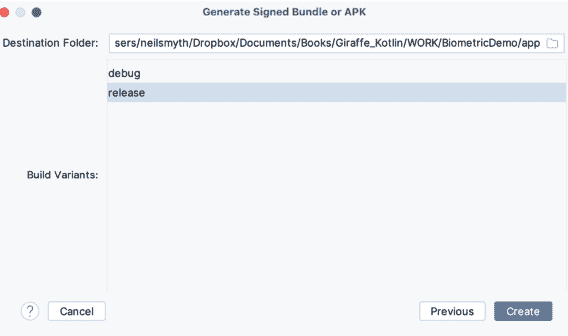 Generate Signed Bundle or APK
Destination Folder: sers/neilsmyth/Dropbox/Documents/Books/Giraffe_Kotlin/WORK/BiometricDemo/app
debug
release
Build Variants:
? Cancel Previous Create